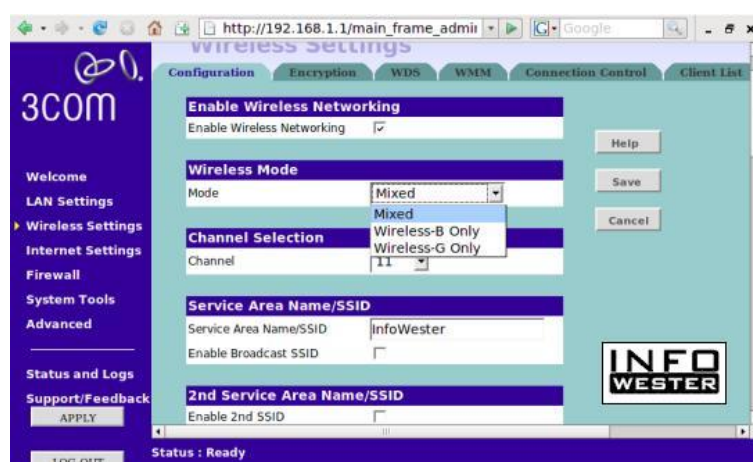 http://192.168.1.1/main_frame_admii
Google
Wireless Settings
3COM
Configuration Encryption WDS WMM Connection Control Client List
Enable Wireless Networking
Enable Wireless Networking
Help
Welcome
Wireless Mode
Save
LAN Settings
Mode Mixed
Wireless Settings
Mixed
Cancel
Wireless-B Only
Internet Settings
Channel Selection
Wireless-G Only
Firewall
Channel 11
System Tools
Service Area Name/SSID
Advanced
Service Area Name/SSID InfoWester
Enable Broadcast SSID
INFO
WESTER
Status and Logs
Support/Feedback
2nd Service Area Name/SSID
APPLY
Enable 2nd SSID
LOG OUT
Status : Ready